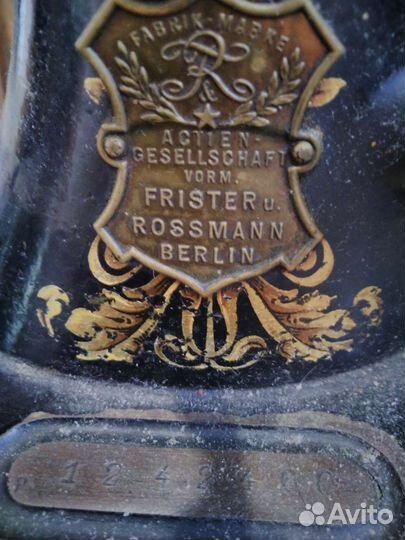 FABRIK-MARKE
R
ACTIEN-
GESELLSCHAFT
VORM.
FRISTER U.
ROSSMANN
BERLIN
Avito